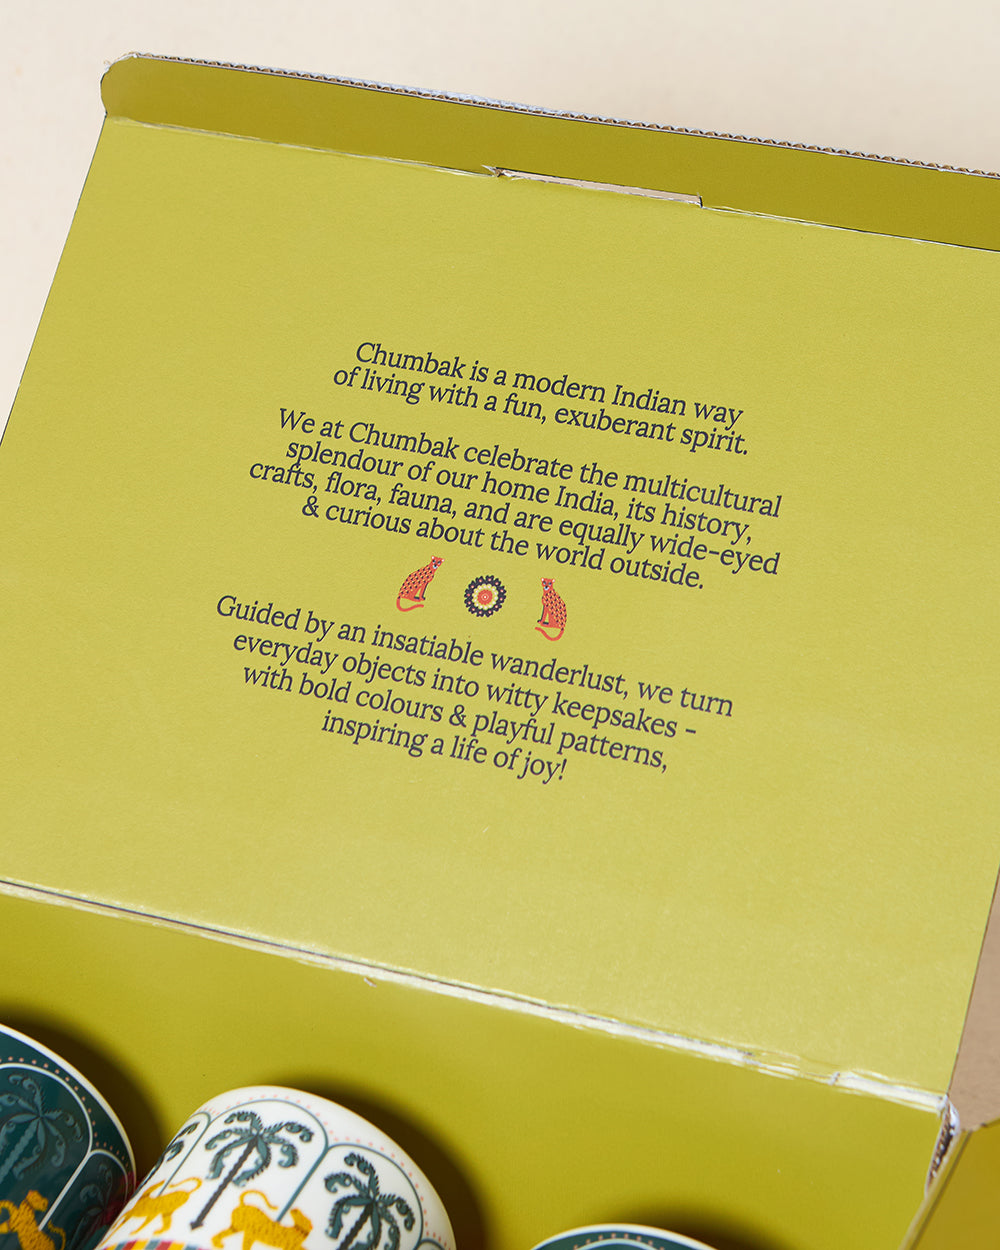 Chumbak is a modern Indian way
of living with a fun, exuberant spirit.
We at Chumbak celebrate the multicultural
splendour of our home India, its history,
crafts, flora, fauna, and are equally wide-eyed
& curious about the world outside.
Guided by an insatiable wanderlust, we turn
everyday objects into witty keepsakes -
with bold colours & playful patterns,
inspiring a life of joy!